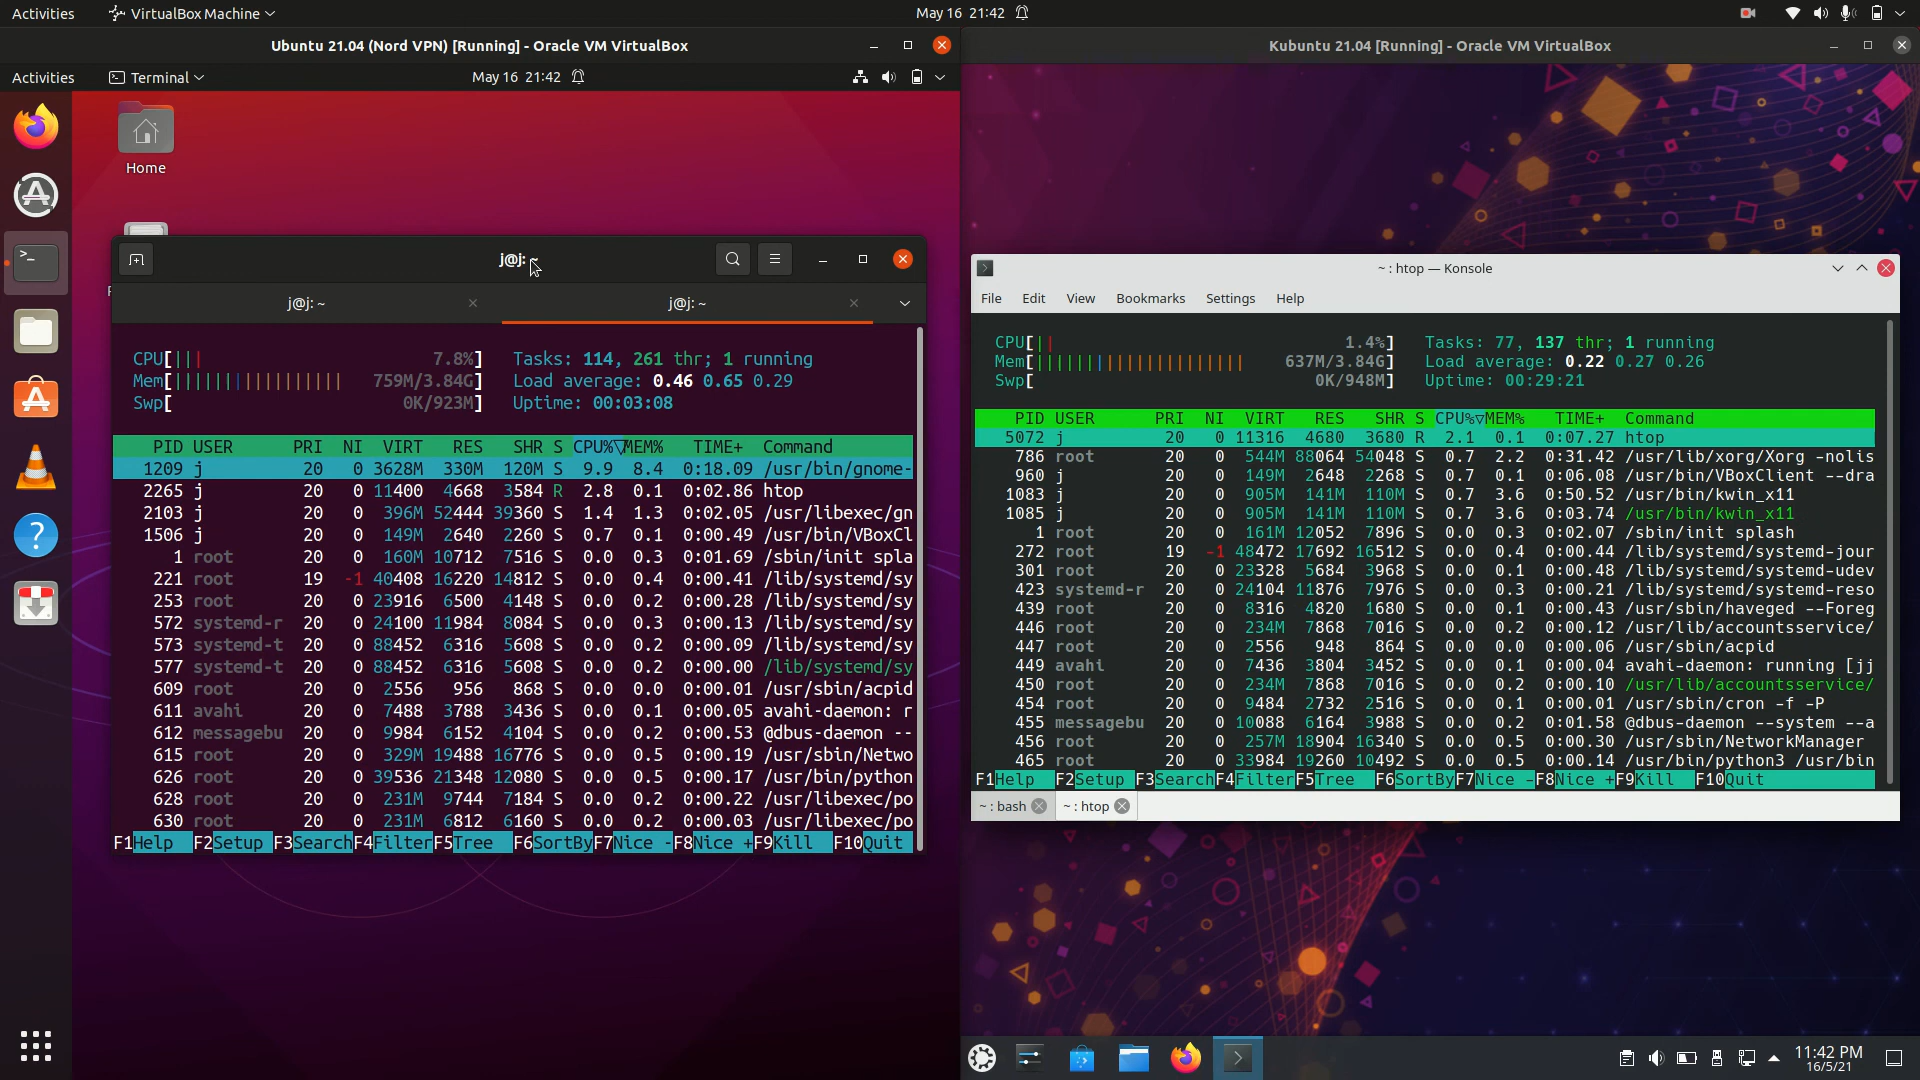 Activities VirtualBox Machine May 16 21:42
Ubuntu 21.04 (Nord VPN) [Running] - Oracle VM VirtualBox
Activities Terminal May 16 21:42
Home
j@j: ~
j@j: ~ j@j: ~
CPU[||| 7.8%] Tasks: 114, 261 thr; 1 running
Mem[||||||||||||||||| 759M/3.84G] Load average: 0.46 0.65 0.29
Swp[ 0K/923M] Uptime: 00:03:08
PID USER PRI NI VIRT RES SHR S CPU%▽MEM% TIME+ Command
1209 j 20 0 3628M 330M 120M S 9.9 8.4 0:18.09 /usr/bin/gnome-
2265 j 20 0 11400 4668 3584 R 2.8 0.1 0:02.86 htop
2103 j 20 0 396M 52444 39360 S 1.4 1.3 0:02.05 /usr/libexec/gn
1506 j 20 0 149M 2640 2260 S 0.7 0.1 0:00.49 /usr/bin/VBoxCl
1 root 20 0 160M 10712 7516 S 0.0 0.3 0:01.69 /sbin/init spla
221 root 19 -1 40408 16220 14812 S 0.0 0.4 0:00.41 /lib/systemd/sy
253 root 20 0 23916 6500 4148 S 0.0 0.2 0:00.28 /lib/systemd/sy
572 systemd-r 20 0 24100 11984 8084 S 0.0 0.3 0:00.13 /lib/systemd/sy
573 systemd-t 20 0 88452 6316 5608 S 0.0 0.2 0:00.09 /lib/systemd/sy
577 systemd-t 20 0 88452 6316 5608 S 0.0 0.2 0:00.00 /lib/systemd/sy
609 root 20 0 2556 956 868 S 0.0 0.0 0:00.01 /usr/sbin/acpid
611 avahi 20 0 7488 3788 3436 S 0.0 0.1 0:00.05 avahi-daemon: r
612 messagebu 20 0 9984 6152 4104 S 0.0 0.2 0:00.53 @dbus-daemon --
615 root 20 0 329M 19488 16776 S 0.0 0.5 0:00.19 /usr/sbin/Netwo
626 root 20 0 39536 21348 12080 S 0.0 0.5 0:00.17 /usr/bin/python
628 root 20 0 231M 9744 7184 S 0.0 0.2 0:00.22 /usr/libexec/po
630 root 20 0 231M 6812 6160 S 0.0 0.2 0:00.03 /usr/libexec/po
F1Help F2Setup F3SearchF4FilterF5Tree F6SortByF7Nice -F8Nice +F9Kill F10Quit
Kubuntu 21.04 [Running] - Oracle VM VirtualBox
~ : htop — Konsole
File Edit View Bookmarks Settings Help
CPU[|| 1.4%] Tasks: 77, 137 thr; 1 running
Mem[||||||||||||||||||||| 637M/3.84G] Load average: 0.22 0.27 0.26
Swp[ 0K/948M] Uptime: 00:29:21
PID USER PRI NI VIRT RES SHR S CPU%▽MEM% TIME+ Command
5072 j 20 0 11316 4680 3680 R 2.1 0.1 0:07.27 htop
786 root 20 0 544M 88064 54048 S 0.7 2.2 0:31.42 /usr/lib/xorg/Xorg -nolis
960 j 20 0 149M 2648 2268 S 0.7 0.1 0:06.08 /usr/bin/VBoxClient --dra
1083 j 20 0 905M 141M 110M S 0.7 3.6 0:50.52 /usr/bin/kwin_x11
1085 j 20 0 905M 141M 110M S 0.7 3.6 0:03.74 /usr/bin/kwin_x11
1 root 20 0 161M 12052 7896 S 0.0 0.3 0:02.07 /sbin/init splash
272 root 19 -1 48472 17692 16512 S 0.0 0.4 0:00.44 /lib/systemd/systemd-jour
301 root 20 0 23328 5684 3968 S 0.0 0.1 0:00.48 /lib/systemd/systemd-udev
423 systemd-r 20 0 24104 11876 7976 S 0.0 0.3 0:00.21 /lib/systemd/systemd-reso
439 root 20 0 8316 4820 1680 S 0.0 0.1 0:00.43 /usr/sbin/haveged --Foreg
446 root 20 0 234M 7868 7016 S 0.0 0.2 0:00.12 /usr/lib/accountsservice/
447 root 20 0 2556 948 864 S 0.0 0.0 0:00.06 /usr/sbin/acpid
449 avahi 20 0 7436 3804 3452 S 0.0 0.1 0:00.04 avahi-daemon: running [jj
450 root 20 0 234M 7868 7016 S 0.0 0.2 0:00.10 /usr/lib/accountsservice/
454 root 20 0 9484 2732 2516 S 0.0 0.1 0:00.01 /usr/sbin/cron -f -P
455 messagebu 20 0 10088 6164 3988 S 0.0 0.2 0:01.58 @dbus-daemon --system --a
456 root 20 0 257M 18904 16340 S 0.0 0.5 0:00.30 /usr/sbin/NetworkManager
465 root 20 0 33984 19260 10492 S 0.0 0.5 0:00.14 /usr/bin/python3 /usr/bin
F1Help F2Setup F3SearchF4FilterF5Tree F6SortByF7Nice -F8Nice +F9Kill F10Quit
~ : bash ~ : htop
11:42 PM
16/5/21